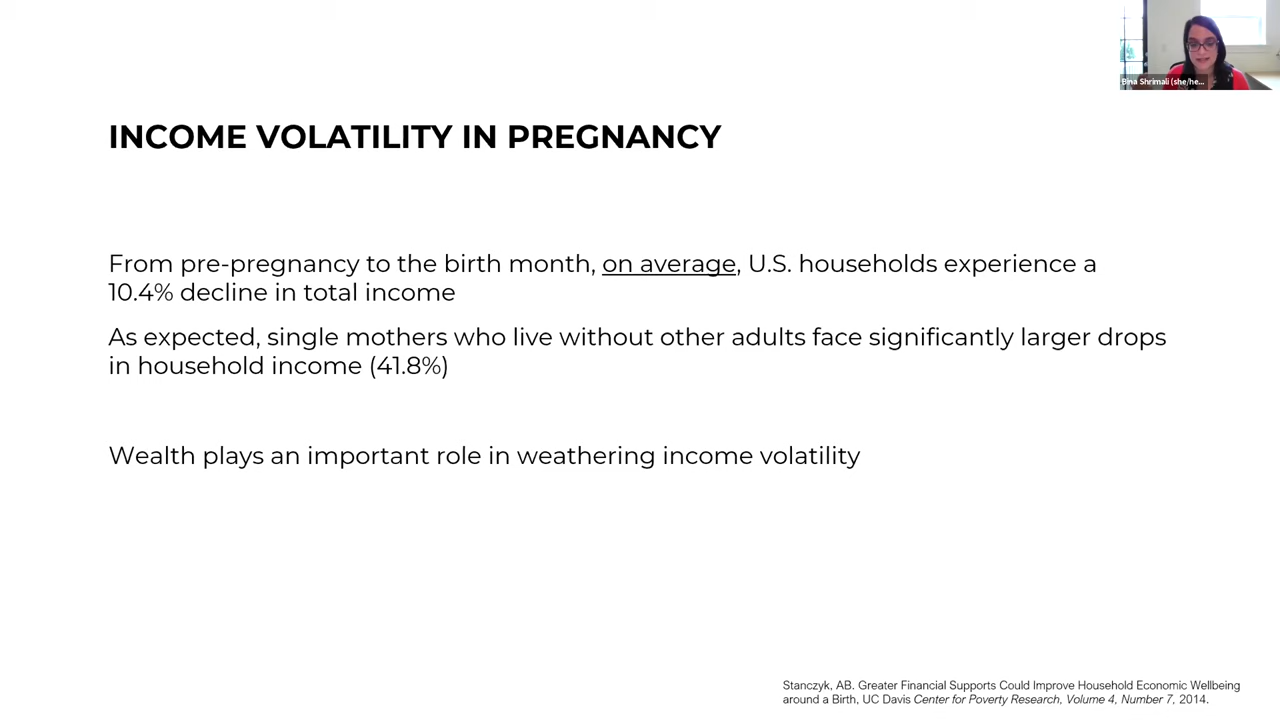 Bina Shrimali (she/he...
INCOME VOLATILITY IN PREGNANCY
From pre-pregnancy to the birth month, on average, U.S. households experience a
10.4% decline in total income
As expected, single mothers who live without other adults face significantly larger drops
in household income (41.8%)
Wealth plays an important role in weathering income volatility
Stanczyk, AB. Greater Financial Supports Could Improve Household Economic Wellbeing
around a Birth, UC Davis Center for Poverty Research, Volume 4, Number 7, 2014.